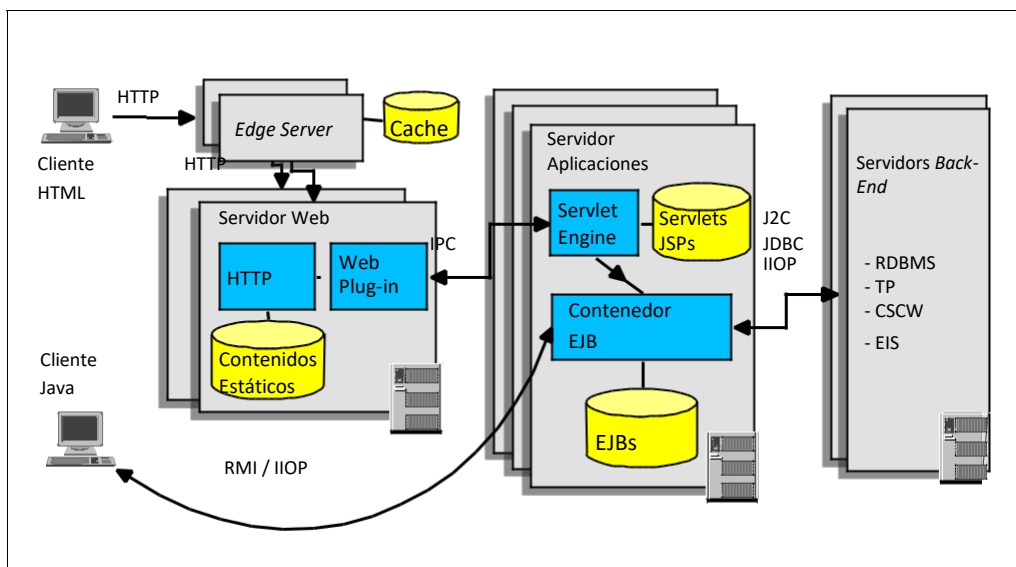 HTTP
Edge Server
Cache
Cliente
HTML
HTTP
Servidor Web
HTTP
Web
Plug-in
IPC
Contenidos
Estáticos
Cliente
Java
RMI / IIOP
Servidor
Aplicaciones
Servlet
Engine
Servlets
JSPs
Contenedor
EJB
EJBs
J2C
JDBC
IIOP
Servidors Back-
End
- RDBMS
- TP
- CSCW
- EIS